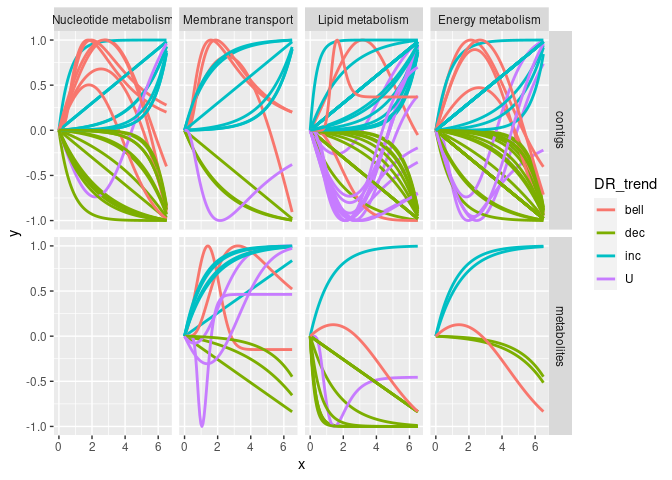 Nucleotide metabolism Membrane transport Lipid metabolism Energy metabolism
1.0
0.5
0.0
-0.5
-1.0
contigs
1.0
0.5
0.0
-0.5
-1.0
metabolites
y
0 2 4 6 0 2 4 6 0 2 4 6 0 2 4 6
x
DR_trend
bell
dec
inc
U